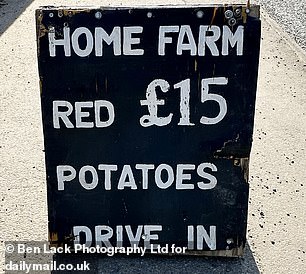 HOME FARM
RED £15
POTATOES
DRIVE IN
© Ben Lack Photography Ltd for
dailymail.co.uk